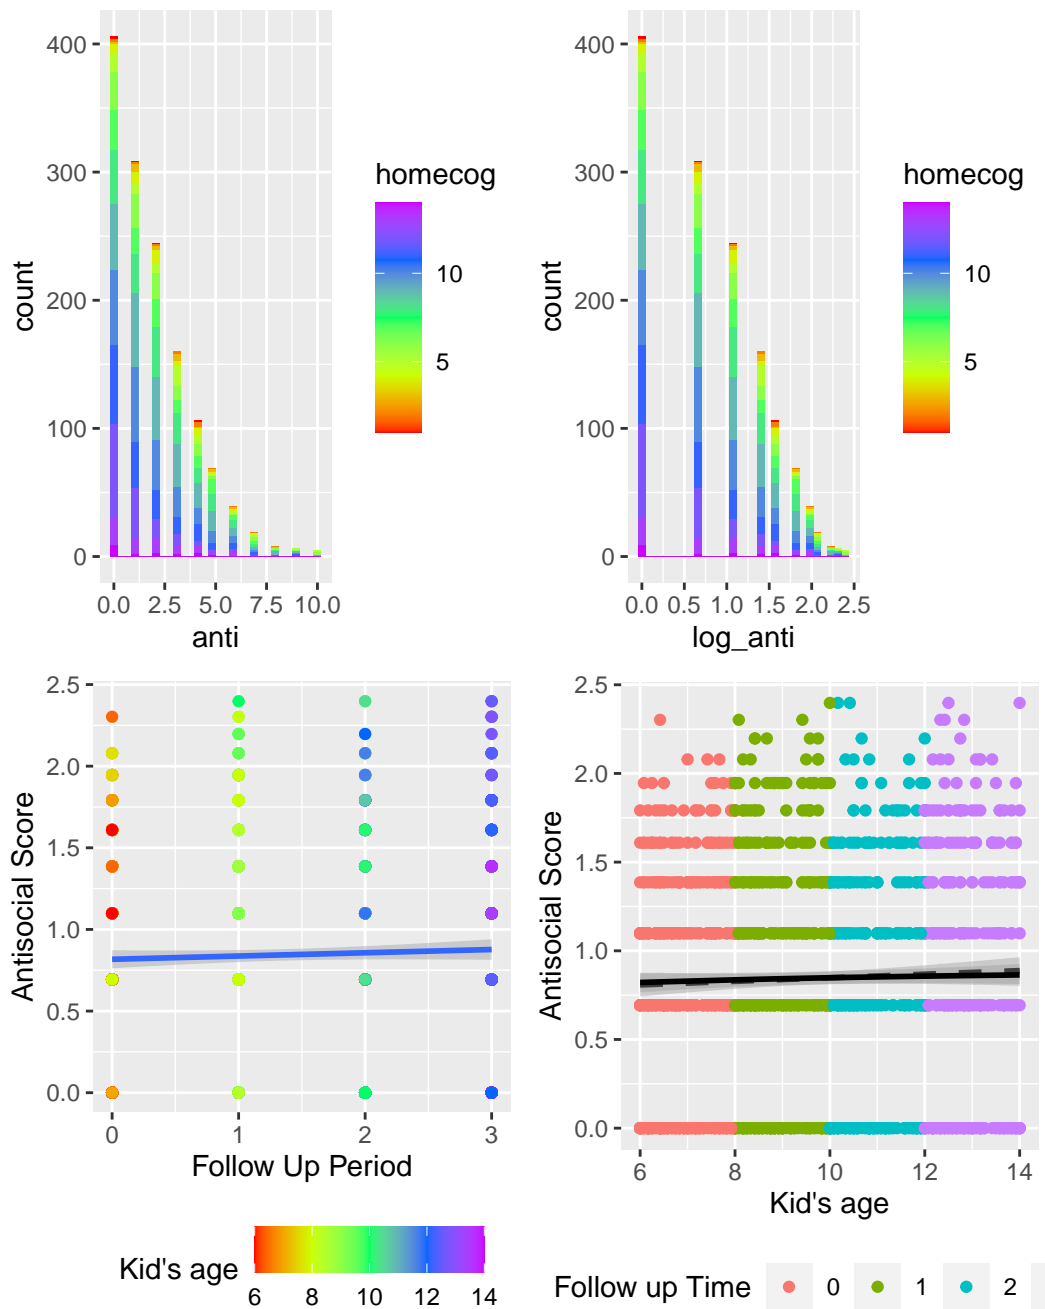 400
300
200
100
0
count
0.0 2.5 5.0 7.5 10.0
anti
homecog
10
5
400
300
200
100
0
count
0.0 0.5 1.0 1.5 2.0 2.5
log_anti
homecog
10
5
2.5
2.0
1.5
1.0
0.5
0.0
Antisocial Score
0 1 2 3
Follow Up Period
Kid's age
6 8 10 12 14
2.5
2.0
1.5
1.0
0.5
0.0
Antisocial Score
6 8 10 12 14
Kid's age
Follow up Time 0 1 2